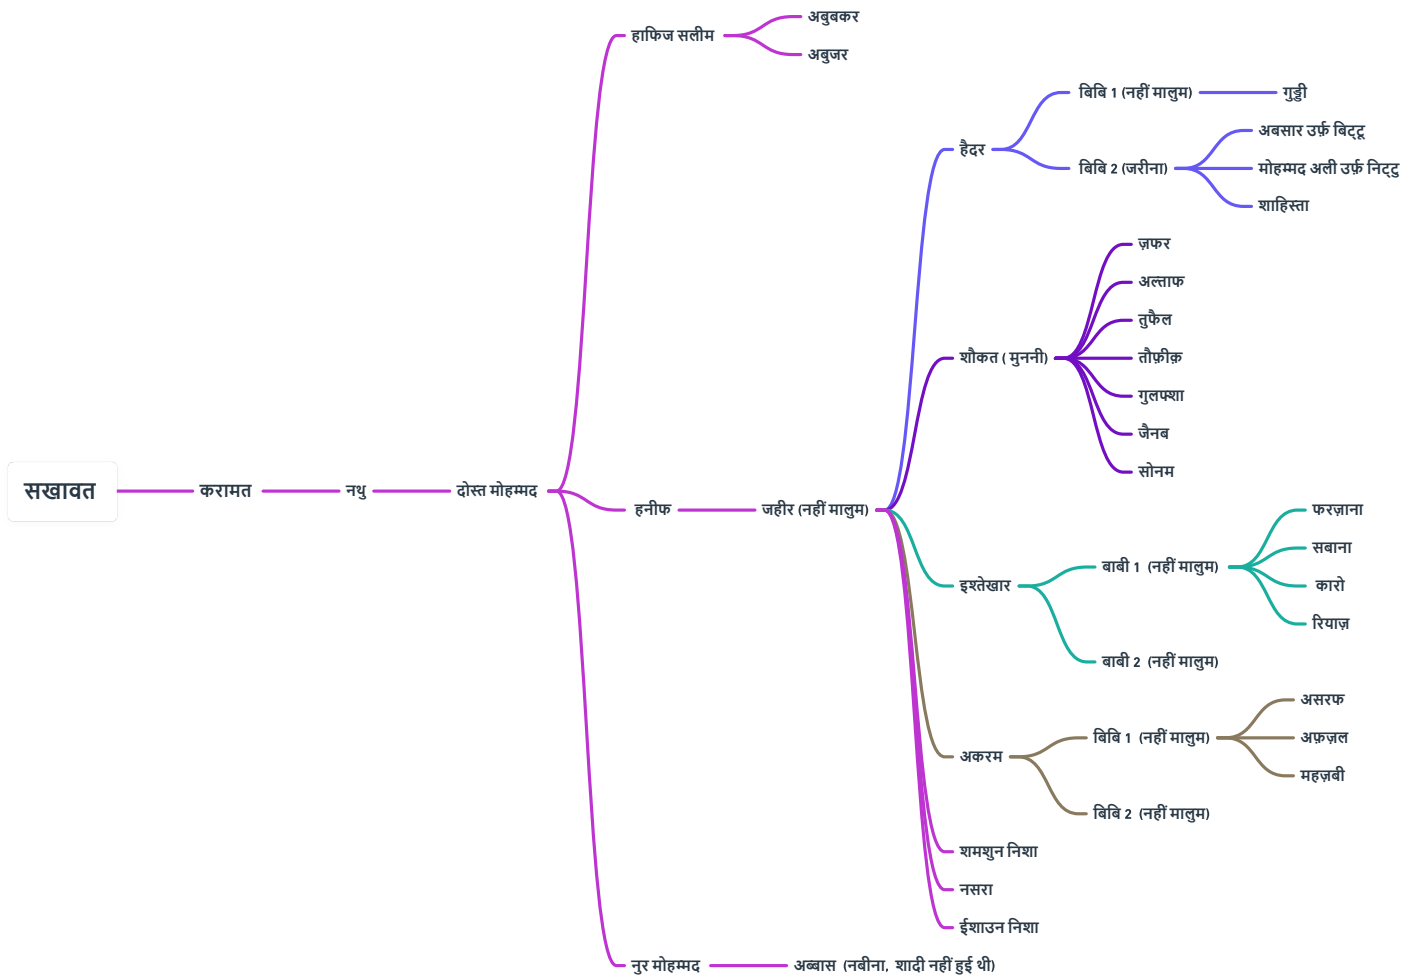 सखावत
करामत
नथु
दोस्त मोहम्मद
हाफिज सलीम
अबुबकर
अबुजर
हनीफ
जहीर (नहीं मालुम)
हैदर
बिबि 1 (नहीं मालुम)
गुड्डी
बिबि 2 (जरीना)
अबसार उर्फ़ बिट्टू
मोहम्मद अली उर्फ़ निट्टु
शाहिस्ता
शौकत ( मुननी)
ज़फर
अल्ताफ
तुफैल
तौफ़ीक़
गुलफ्शा
जैनब
सोनम
इश्तेखार
बाबी 1 (नहीं मालुम)
फरज़ाना
सबाना
कारो
रियाज़
बाबी 2 (नहीं मालुम)
अकरम
बिबि 1 (नहीं मालुम)
असरफ
अफ़ज़ल
महज़बी
बिबि 2 (नहीं मालुम)
शमशुन निशा
नसरा
ईशाउन निशा
नुर मोहम्मद
अब्बास (नबीना, शादी नहीं हुई थी)